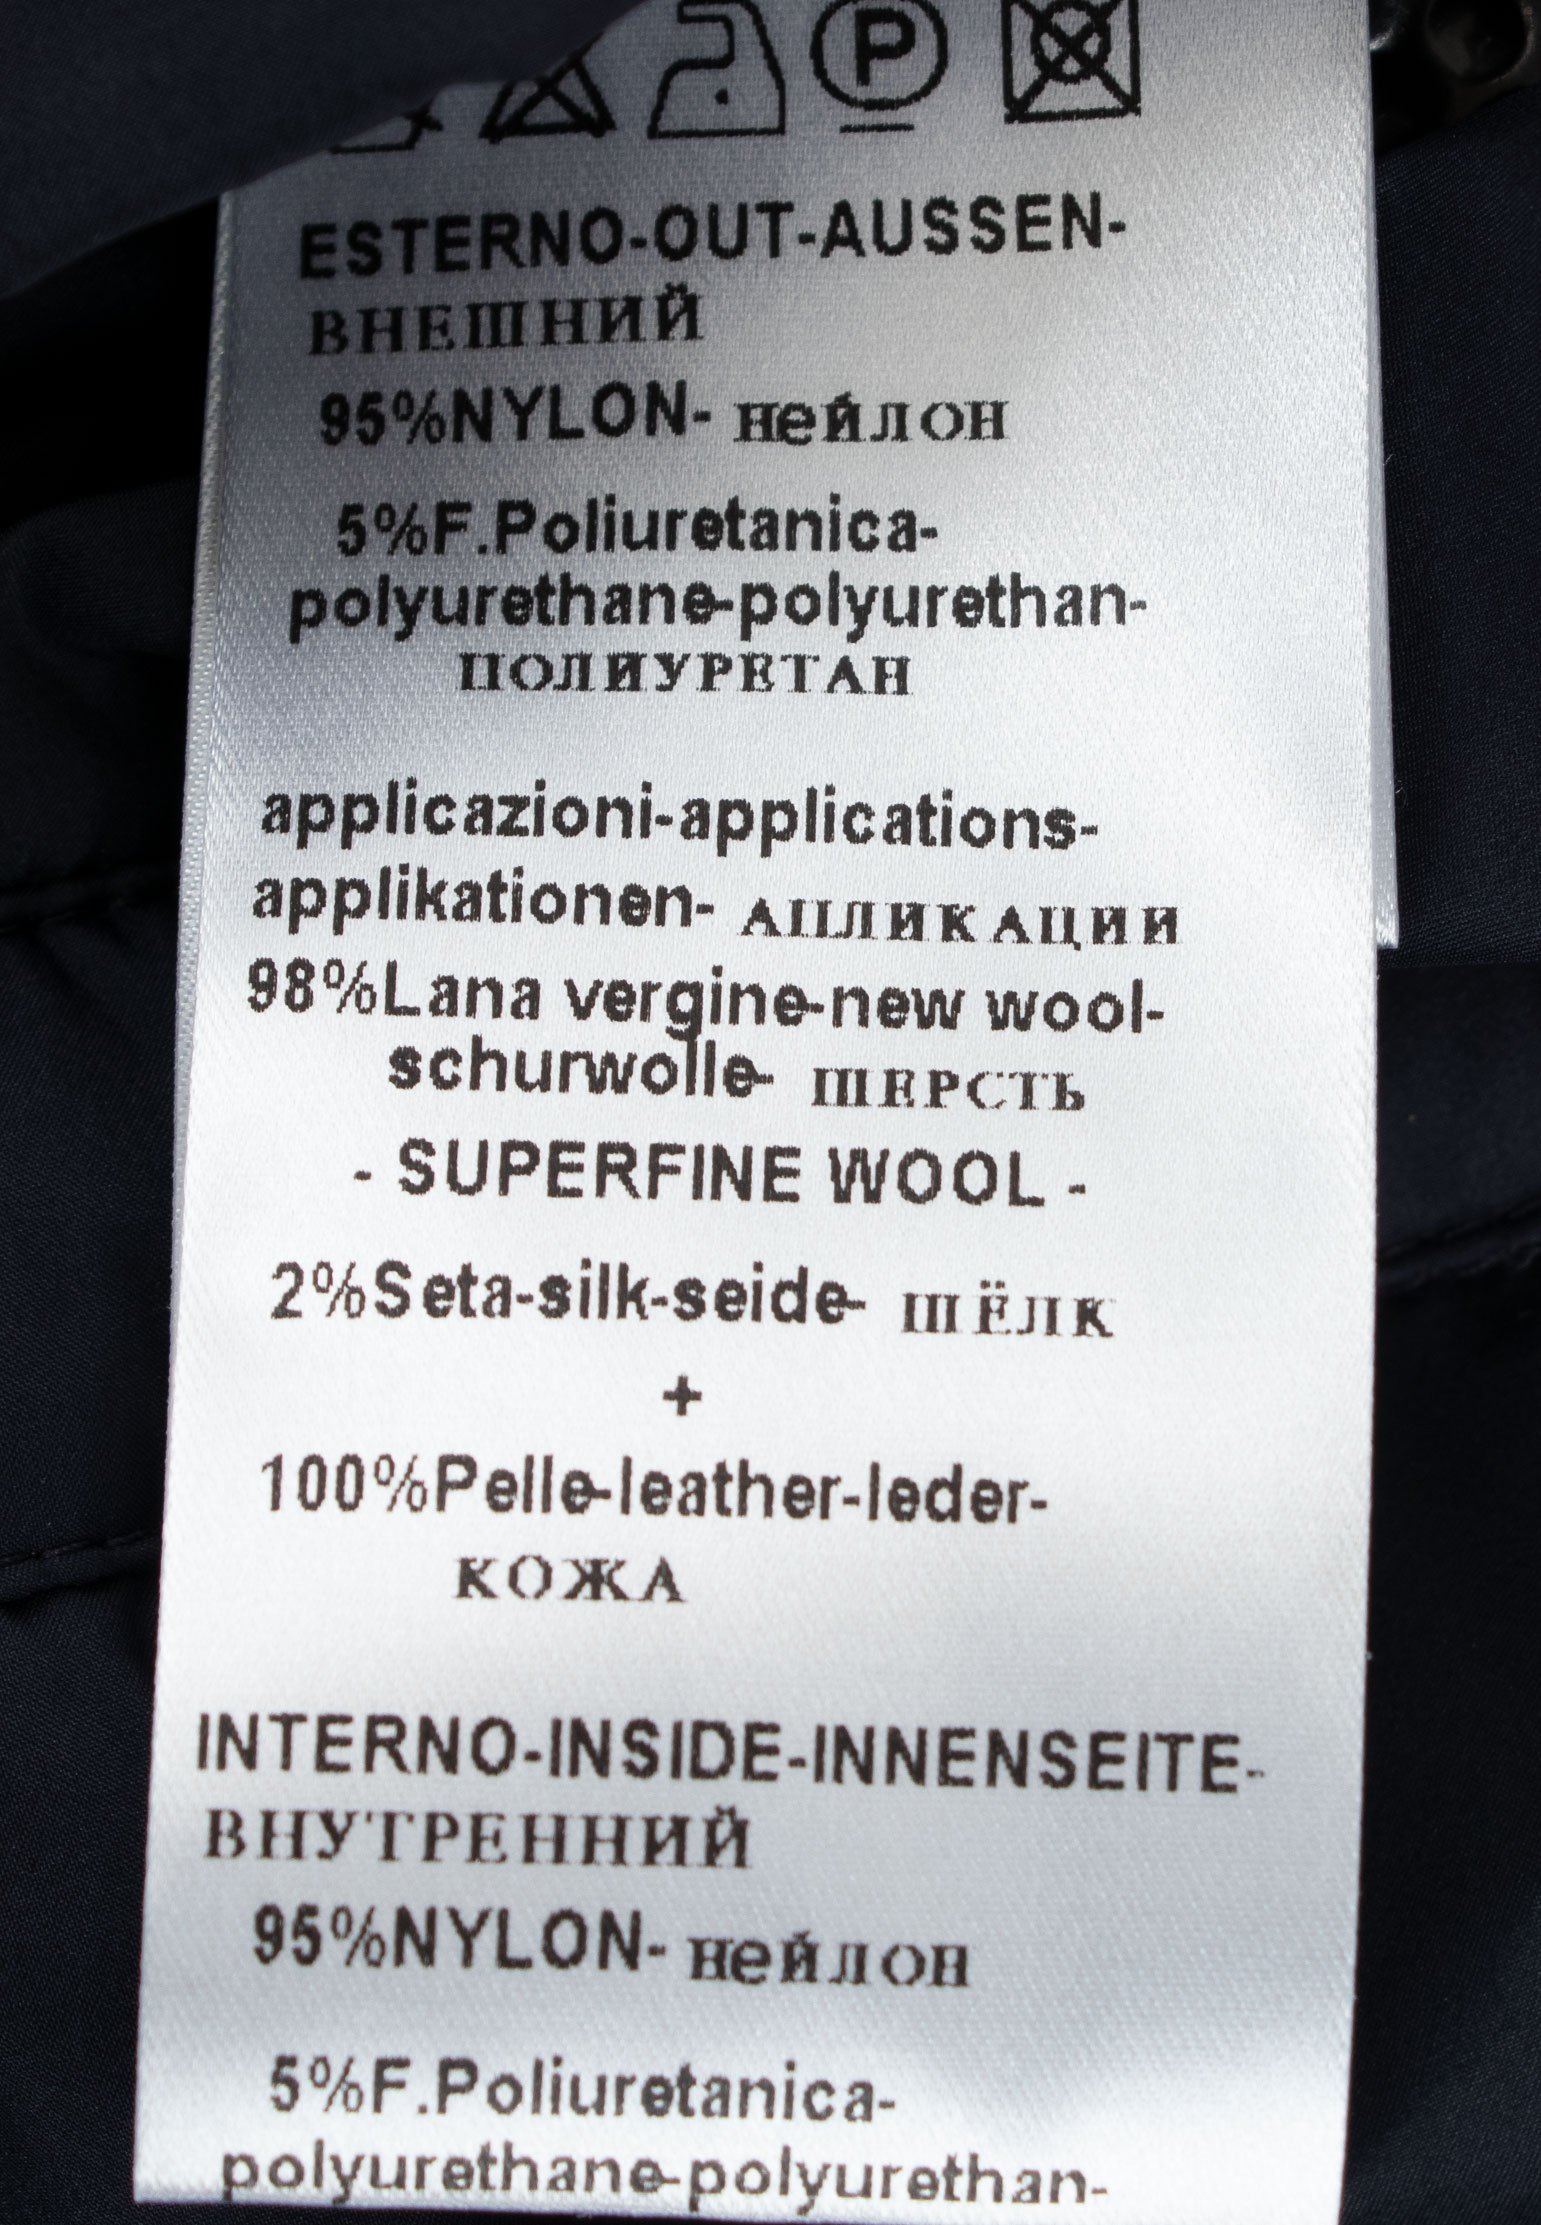 P
ESTERNO-OUT-AUSSEN-
ВНЕШНИЙ
95%NYLON- нейлон
5%F.Poliuretanica-
polyurethane-polyurethan-
ПОЛИУРЕТАН
applicazioni-applications-
applikationen- АПЛИКАЦИИ
98%Lana vergine-new wool-
schurwolle- ШЕРСТЬ
- SUPERFINE WOOL -
2%Seta-silk-seide- ШЁЛК
+
100%Pelle-leather-leder-
КОЖА
INTERNO-INSIDE-INNENSEITE-
ВНУТРЕННИЙ
95%NYLON- нейлон
5%F.Poliuretanica-
polyurethane-polyurethan-